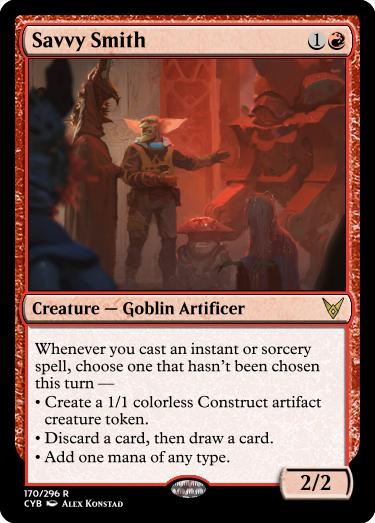 Savvy Smith
1
Creature — Goblin Artificer
Whenever you cast an instant or sorcery
spell, choose one that hasn't been chosen
this turn —
• Create a 1/1 colorless Construct artifact
creature token.
• Discard a card, then draw a card.
• Add one mana of any type.
2/2
170/296 R
CYB ALEX KONSTAD